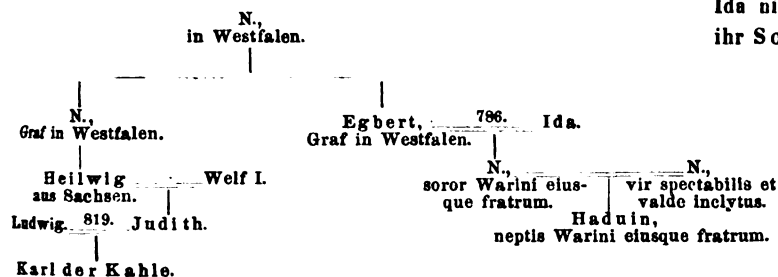 Ida ni
ihr So
N.,
in Westfalen.
N.,
Graf in Westfalen.
Egbert, 786. Ida.
Graf in Westfalen.
Heilwig Welf I.
aus Sachsen.
N., N.,
soror Warini eius- vir spectabilis et
que fratrum. valde inclytus.
Ludwig. 819. Judith.
Haduin,
neptis Warini eiusque fratrum.
Karl der Kahle.